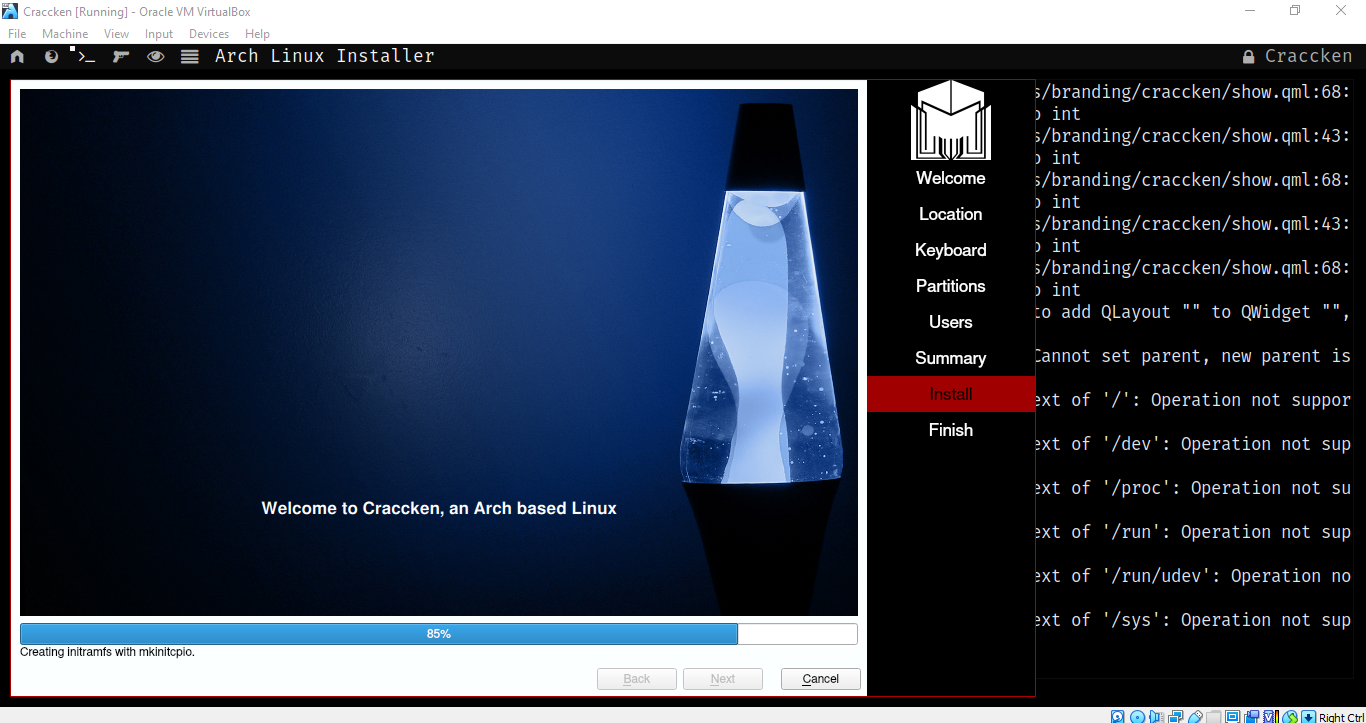 Craccken [Running] - Oracle VM VirtualBox
File Machine View Input Devices Help
Arch Linux Installer
Craccken
Welcome
Location
Keyboard
Partitions
Users
Summary
Install
Finish
Welcome to Craccken, an Arch based Linux
85%
Creating initramfs with mkinitcpio.
Back Next Cancel
s/branding/craccken/show.qml:68:
o int
s/branding/craccken/show.qml:43:
o int
s/branding/craccken/show.qml:68:
o int
s/branding/craccken/show.qml:43:
o int
s/branding/craccken/show.qml:68:
o int
to add QLayout "" to QWidget "",
Cannot set parent, new parent is
ext of '/': Operation not suppor
ext of '/dev': Operation not sup
ext of '/proc': Operation not su
ext of '/run': Operation not sup
ext of '/run/udev': Operation no
ext of '/sys': Operation not sup
Right Ctrl